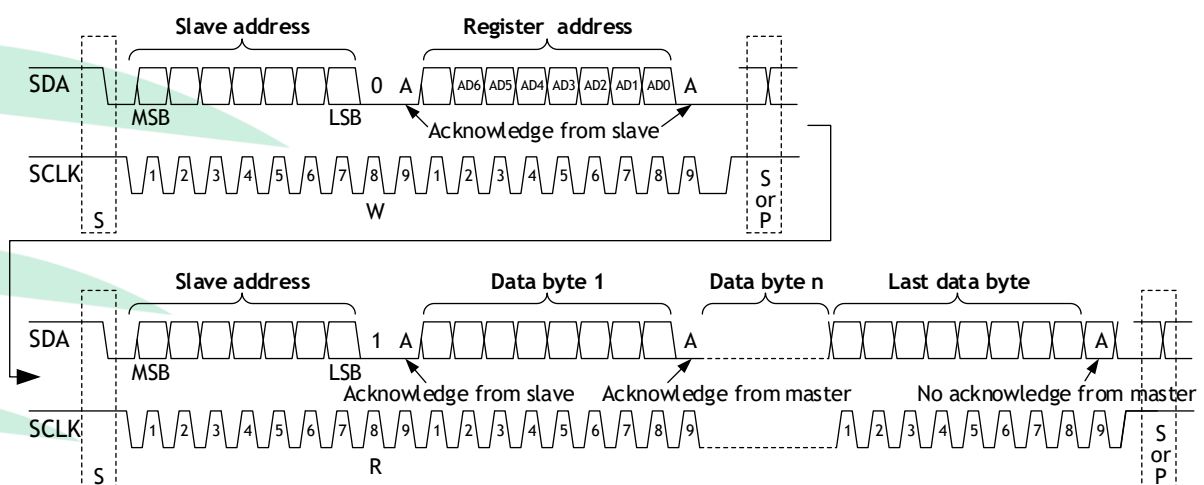 Slave address Register address
SDA 0 A AD6 AD5 AD4 AD3 AD2 AD1 AD0 A
MSB LSB Acknowledge from slave
SCLK 1 2 3 4 5 6 7 8 9 1 2 3 4 5 6 7 8 9 S
or
S W P
Slave address Data byte 1 Data byte n Last data byte
SDA 1 A A A
MSB LSB
Acknowledge from slave Acknowledge from master No acknowledge from master
SCLK 1 2 3 4 5 6 7 8 9 1 2 3 4 5 6 7 8 9 1 2 3 4 5 6 7 8 9 S
or
S R P